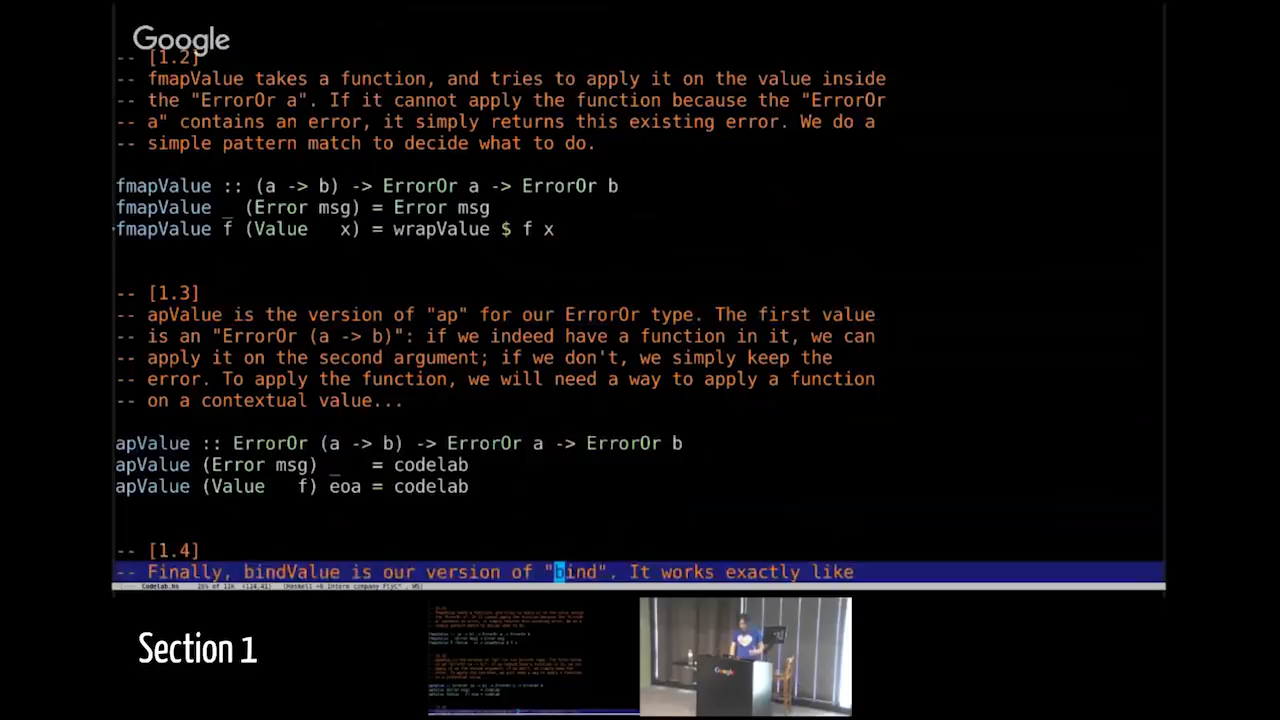 Google
-- [1.2]
-- fmapValue takes a function, and tries to apply it on the value inside
-- the "ErrorOr a". If it cannot apply the function because the "ErrorOr
-- a" contains an error, it simply returns this existing error. We do a
-- simple pattern match to decide what to do.
fmapValue :: (a -> b) -> ErrorOr a -> ErrorOr b
fmapValue _ (Error msg) = Error msg
fmapValue f (Value   x) = wrapValue $ f x
-- [1.3]
-- apValue is the version of "ap" for our ErrorOr type. The first value
-- is an "ErrorOr (a -> b)": if we indeed have a function in it, we can
-- apply it on the second argument; if we don't, we simply keep the
-- error. To apply the function, we will need a way to apply a function
-- on a contextual value...
apValue :: ErrorOr (a -> b) -> ErrorOr a -> ErrorOr b
apValue (Error msg) _   = codelab
apValue (Value   f) eoa = codelab
-- [1.4]
-- Finally, bindValue is our version of "bind". It works exactly like
Codelab.hs
Section 1
Google